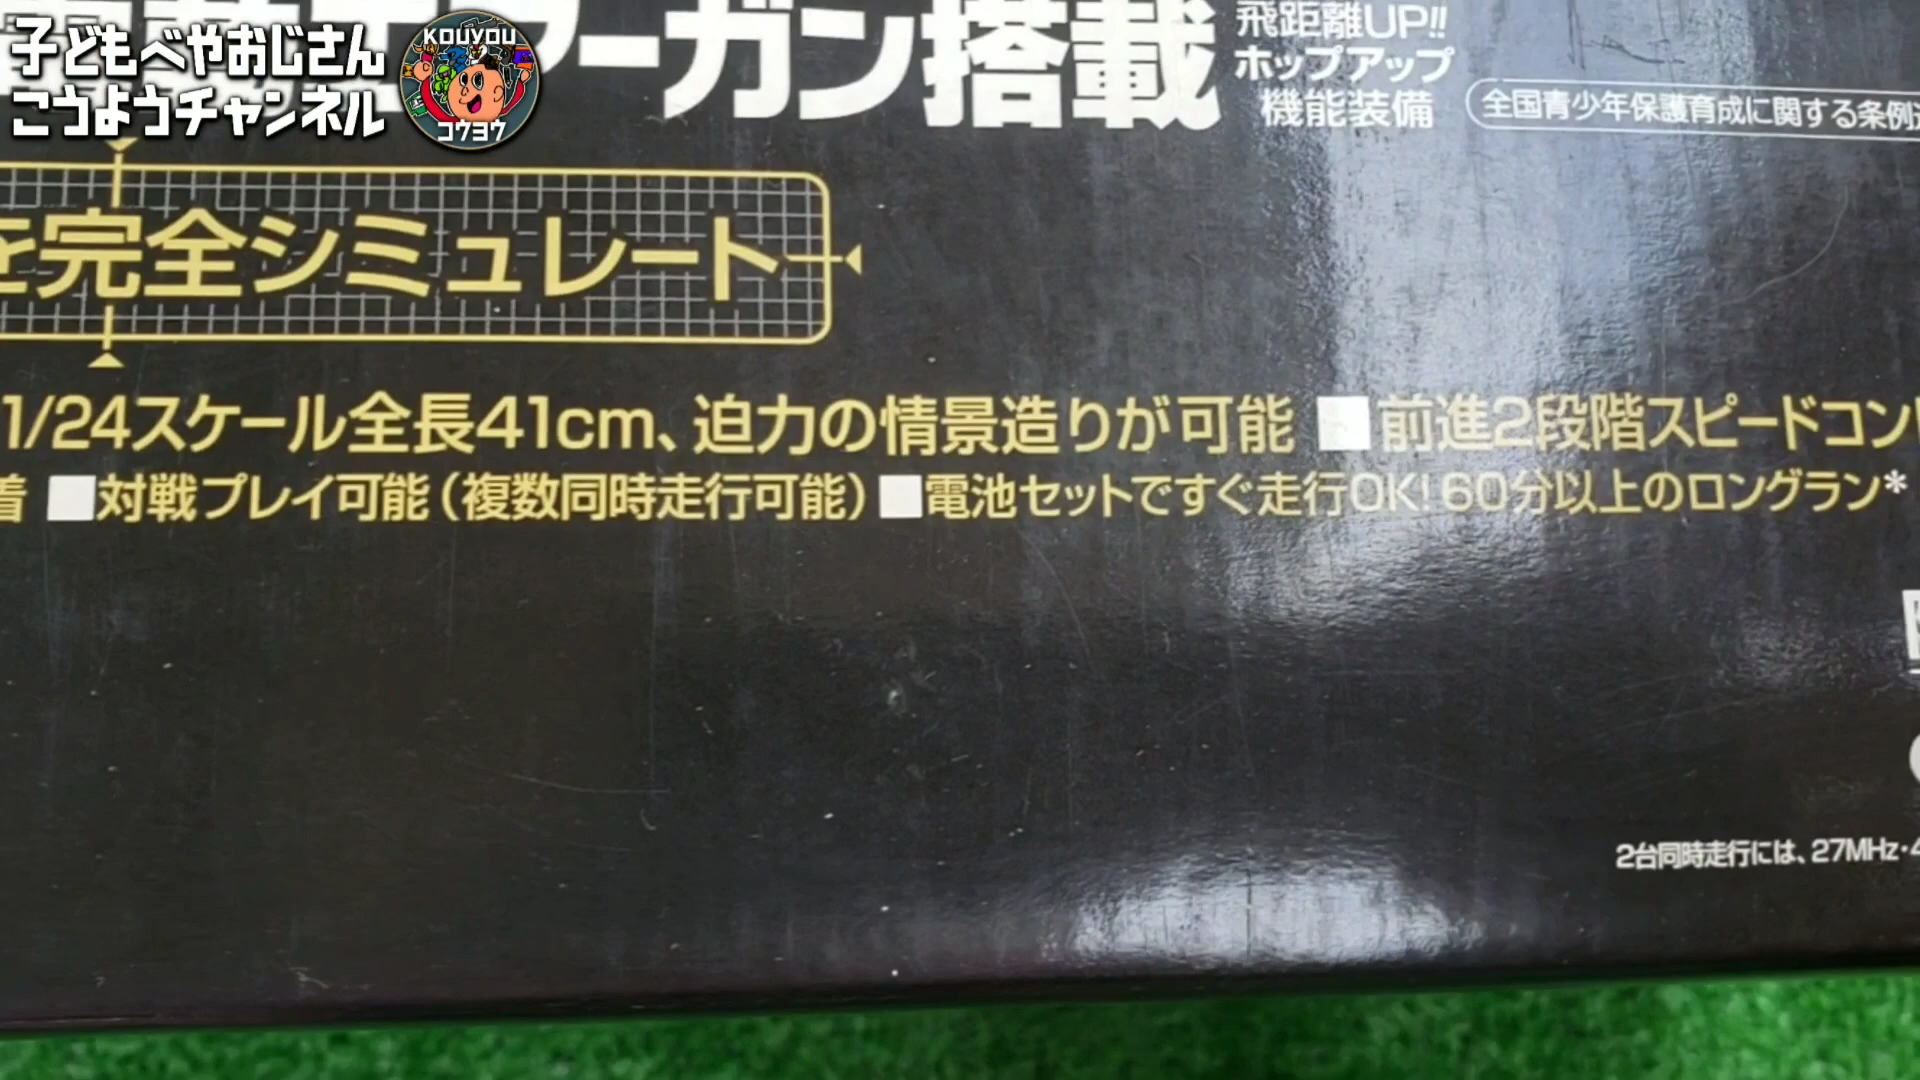 子どもべやおじさん
こうようチャンネル
KOUYOU
コウヨウ
アーガン搭載
飛距離UP!!
ホップアップ
機能装備
全国青少年保護育成に関する条例
を完全シミュレート
1/24スケール全長41cm、迫力の情景造りが可能 ■前進2段階スピードコン
着 ■対戦プレイ可能（複数同時走行可能）■電池セットですぐ走行OK! 60分以上のロングラン*
2台同時走行には、27MHz・4